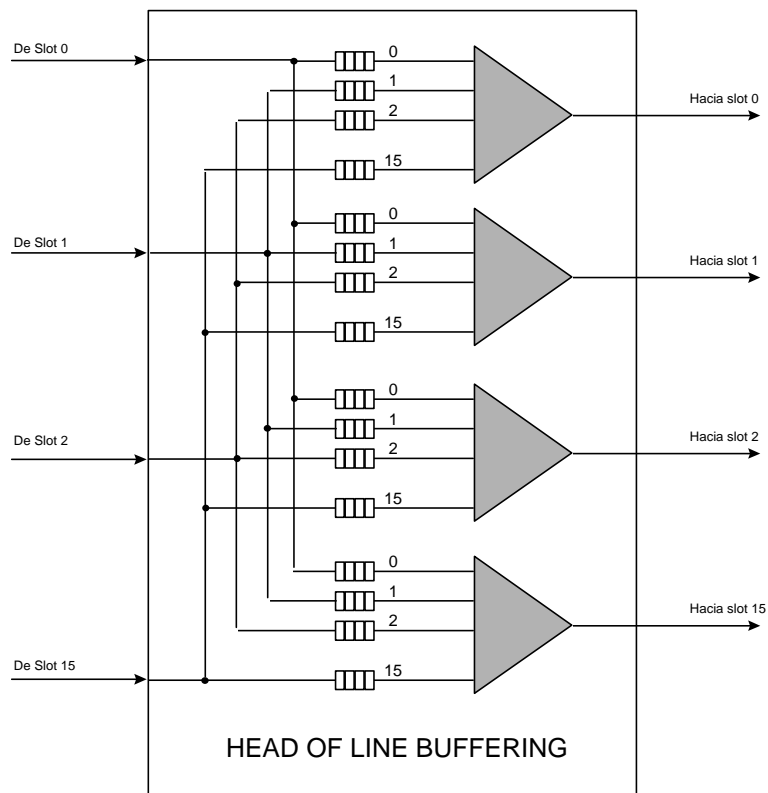 De Slot 0
0
1
2
15
Hacia slot 0
De Slot 1
0
1
2
15
Hacia slot 1
De Slot 2
0
1
2
15
Hacia slot 2
De Slot 15
0
1
2
15
Hacia slot 15
HEAD OF LINE BUFFERING